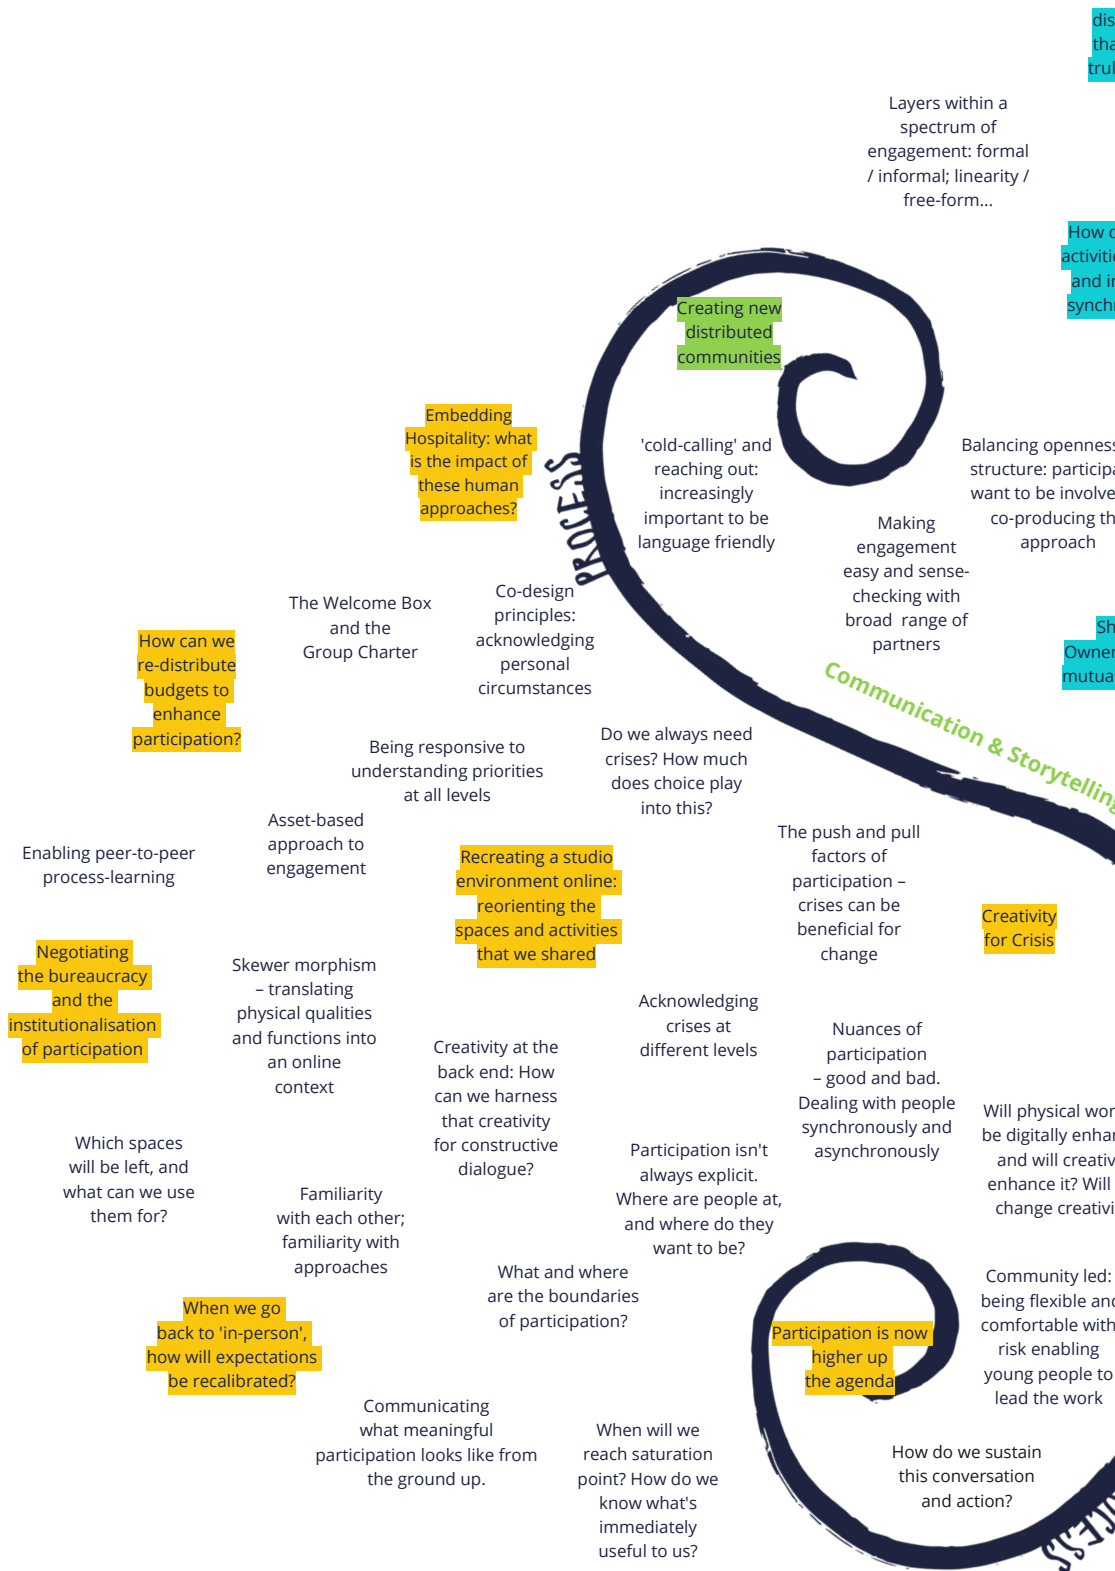 Layers within a
spectrum of
engagement: formal
/ informal; linearity /
free-form...
Creating new
distributed
communities
Embedding
Hospitality: what
is the impact of
these human
approaches?
PROCESS
'cold-calling' and
reaching out:
increasingly
important to be
language friendly
Balancing openness
structure:
want to be
co-producing
approach
Making
engagement
easy and sense-
checking with
broad range of
partners
The Welcome Box
and the
Group Charter
Co-design
principles:
acknowledging
personal
circumstances
How can we
re-distribute
budgets to
enhance
participation?
Communication & Storytelling
Being responsive to
understanding priorities
at all levels
Do we always need
crises? How much
does choice play
into this?
Asset-based
approach to
engagement
Enabling peer-to-peer
process-learning
Recreating a studio
environment online:
reorienting the
spaces and activities
that we shared
The push and pull
factors of
participation –
crises can be
beneficial for
change
Creativity
for Crisis
Negotiating
the bureaucracy
and the
institutionalisation
of participation
Skewer morphism
– translating
physical qualities
and functions into
an online
context
Acknowledging
crises at
different levels
Creativity at the
back end: How
can we harness
that creativity
for constructive
dialogue?
Nuances of
participation
– good and bad.
Dealing with people
synchronously and
asynchronously
Will physical
be digitally
and will
enhance it? Will
change
Which spaces
will be left, and
what can we use
them for?
Participation isn't
always explicit.
Where are people at,
and where do they
want to be?
Familiarity
with each other;
familiarity with
approaches
What and where
are the boundaries
of participation?
Community led:
being flexible and
comfortable with
risk enabling
young people to
lead the work
When we go
back to 'in-person',
how will expectations
be recalibrated?
Participation is now
higher up
the agenda
Communicating
what meaningful
participation looks like from
the ground up.
When will we
reach saturation
point? How do we
know what's
immediately
useful to us?
How do we sustain
this conversation
and action?